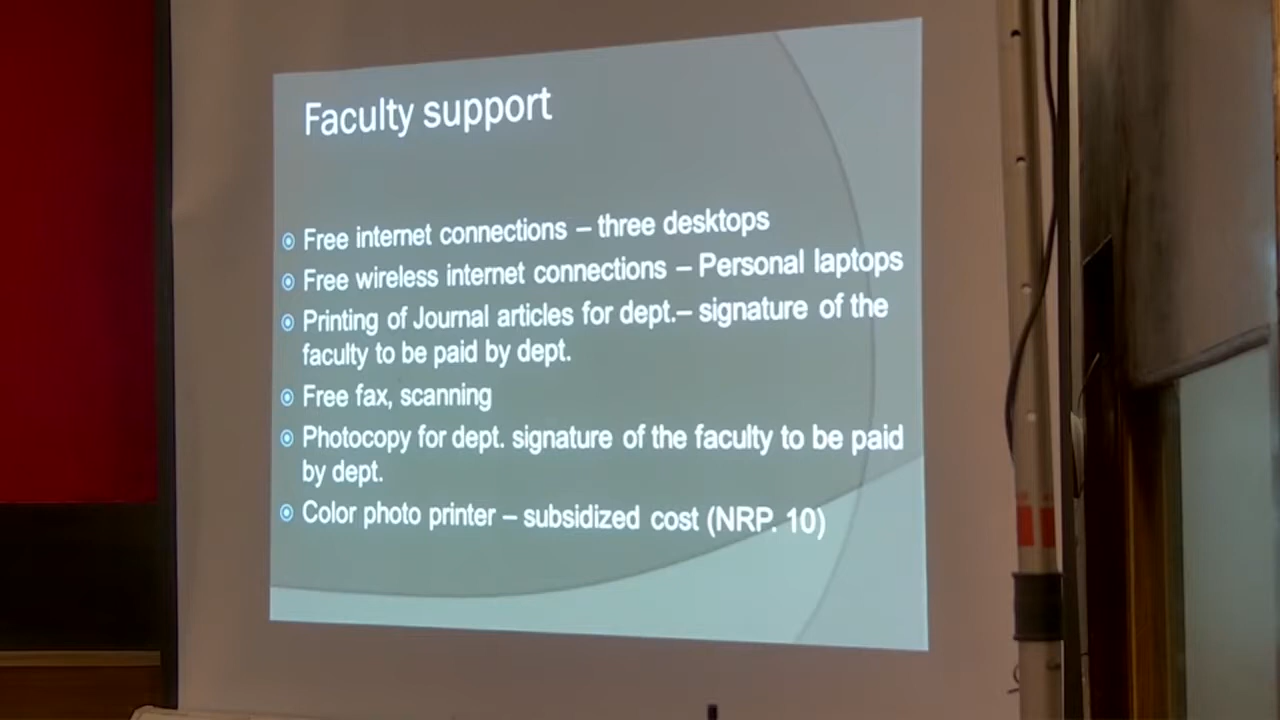 Faculty support
Free internet connections – three desktops
Free wireless internet connections – Personal laptops
Printing of Journal articles for dept.– signature of the
faculty to be paid by dept.
Free fax, scanning
Photocopy for dept. signature of the faculty to be paid
by dept.
Color photo printer – subsidized cost (NRP. 10)